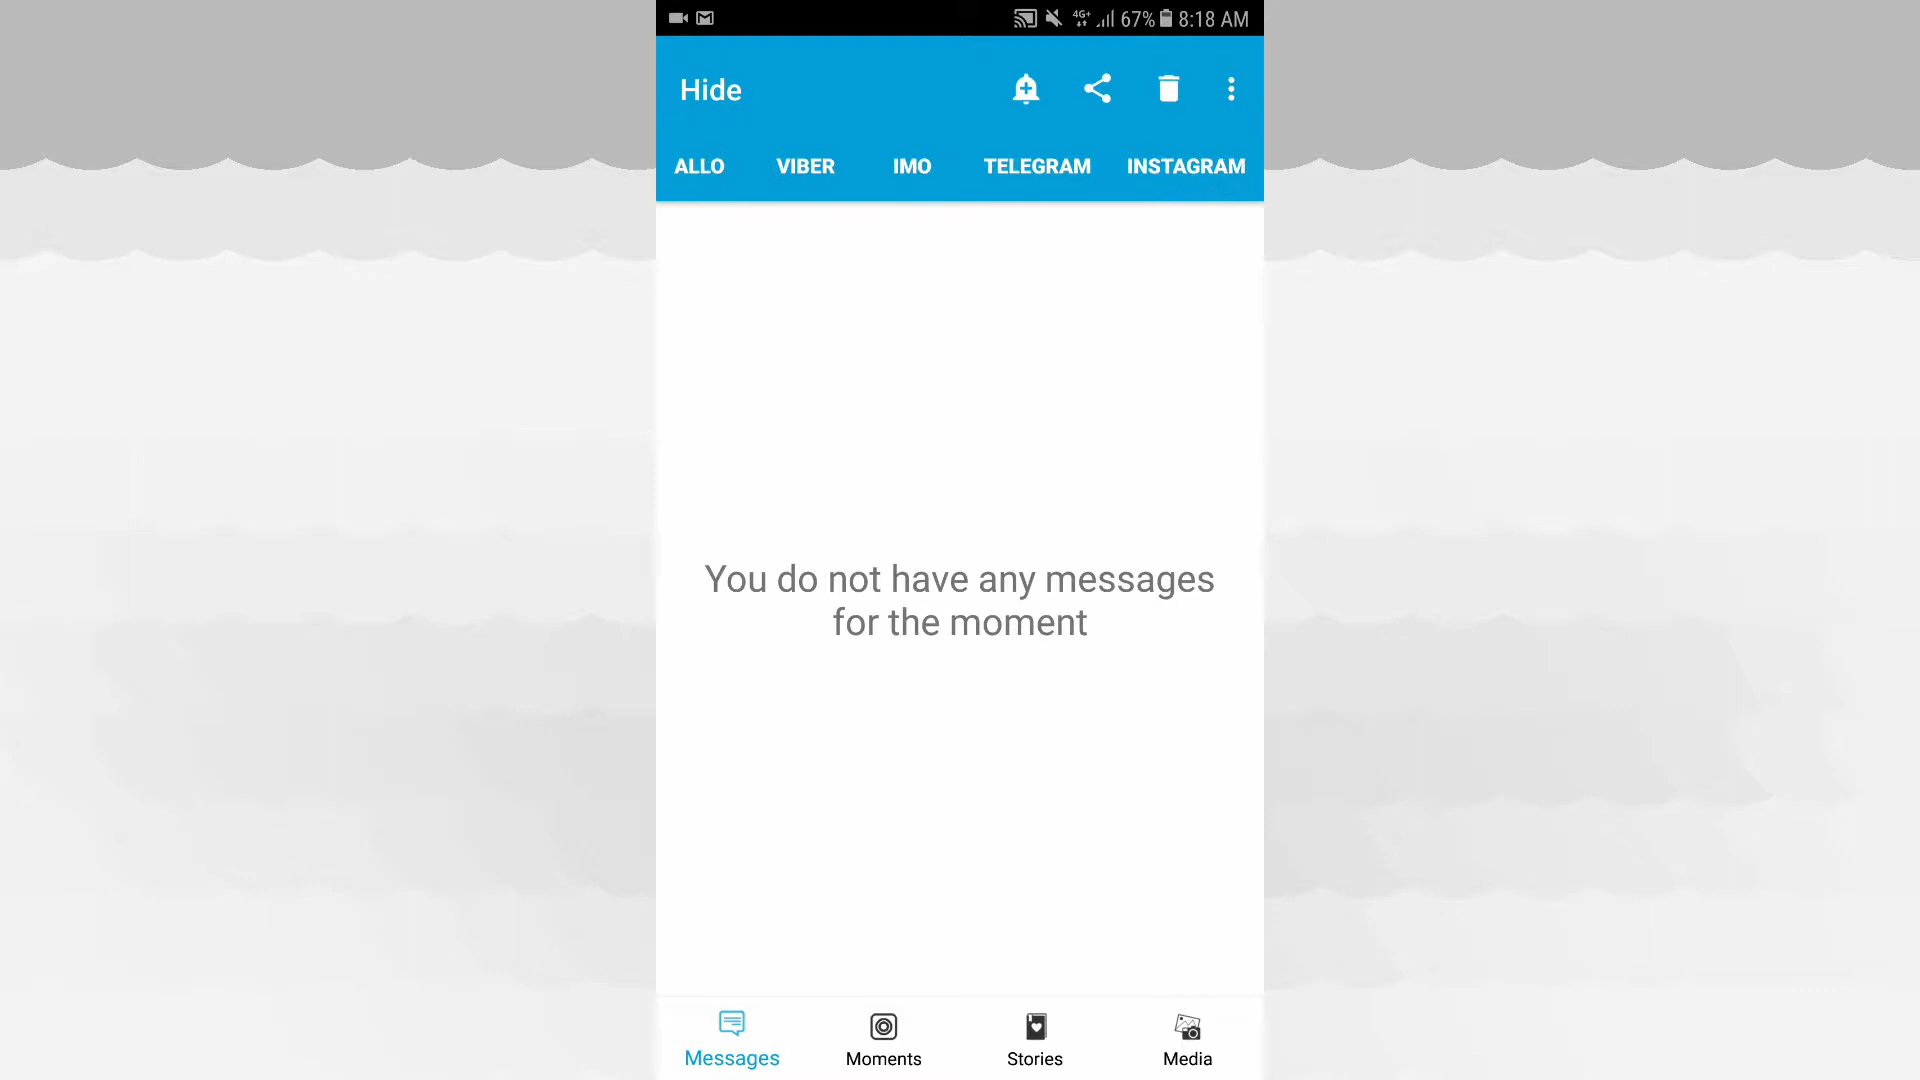 4G+ 67% 8:18 AM
Hide
ALLO VIBER IMO TELEGRAM INSTAGRAM
You do not have any messages
for the moment
Messages Moments Stories Media